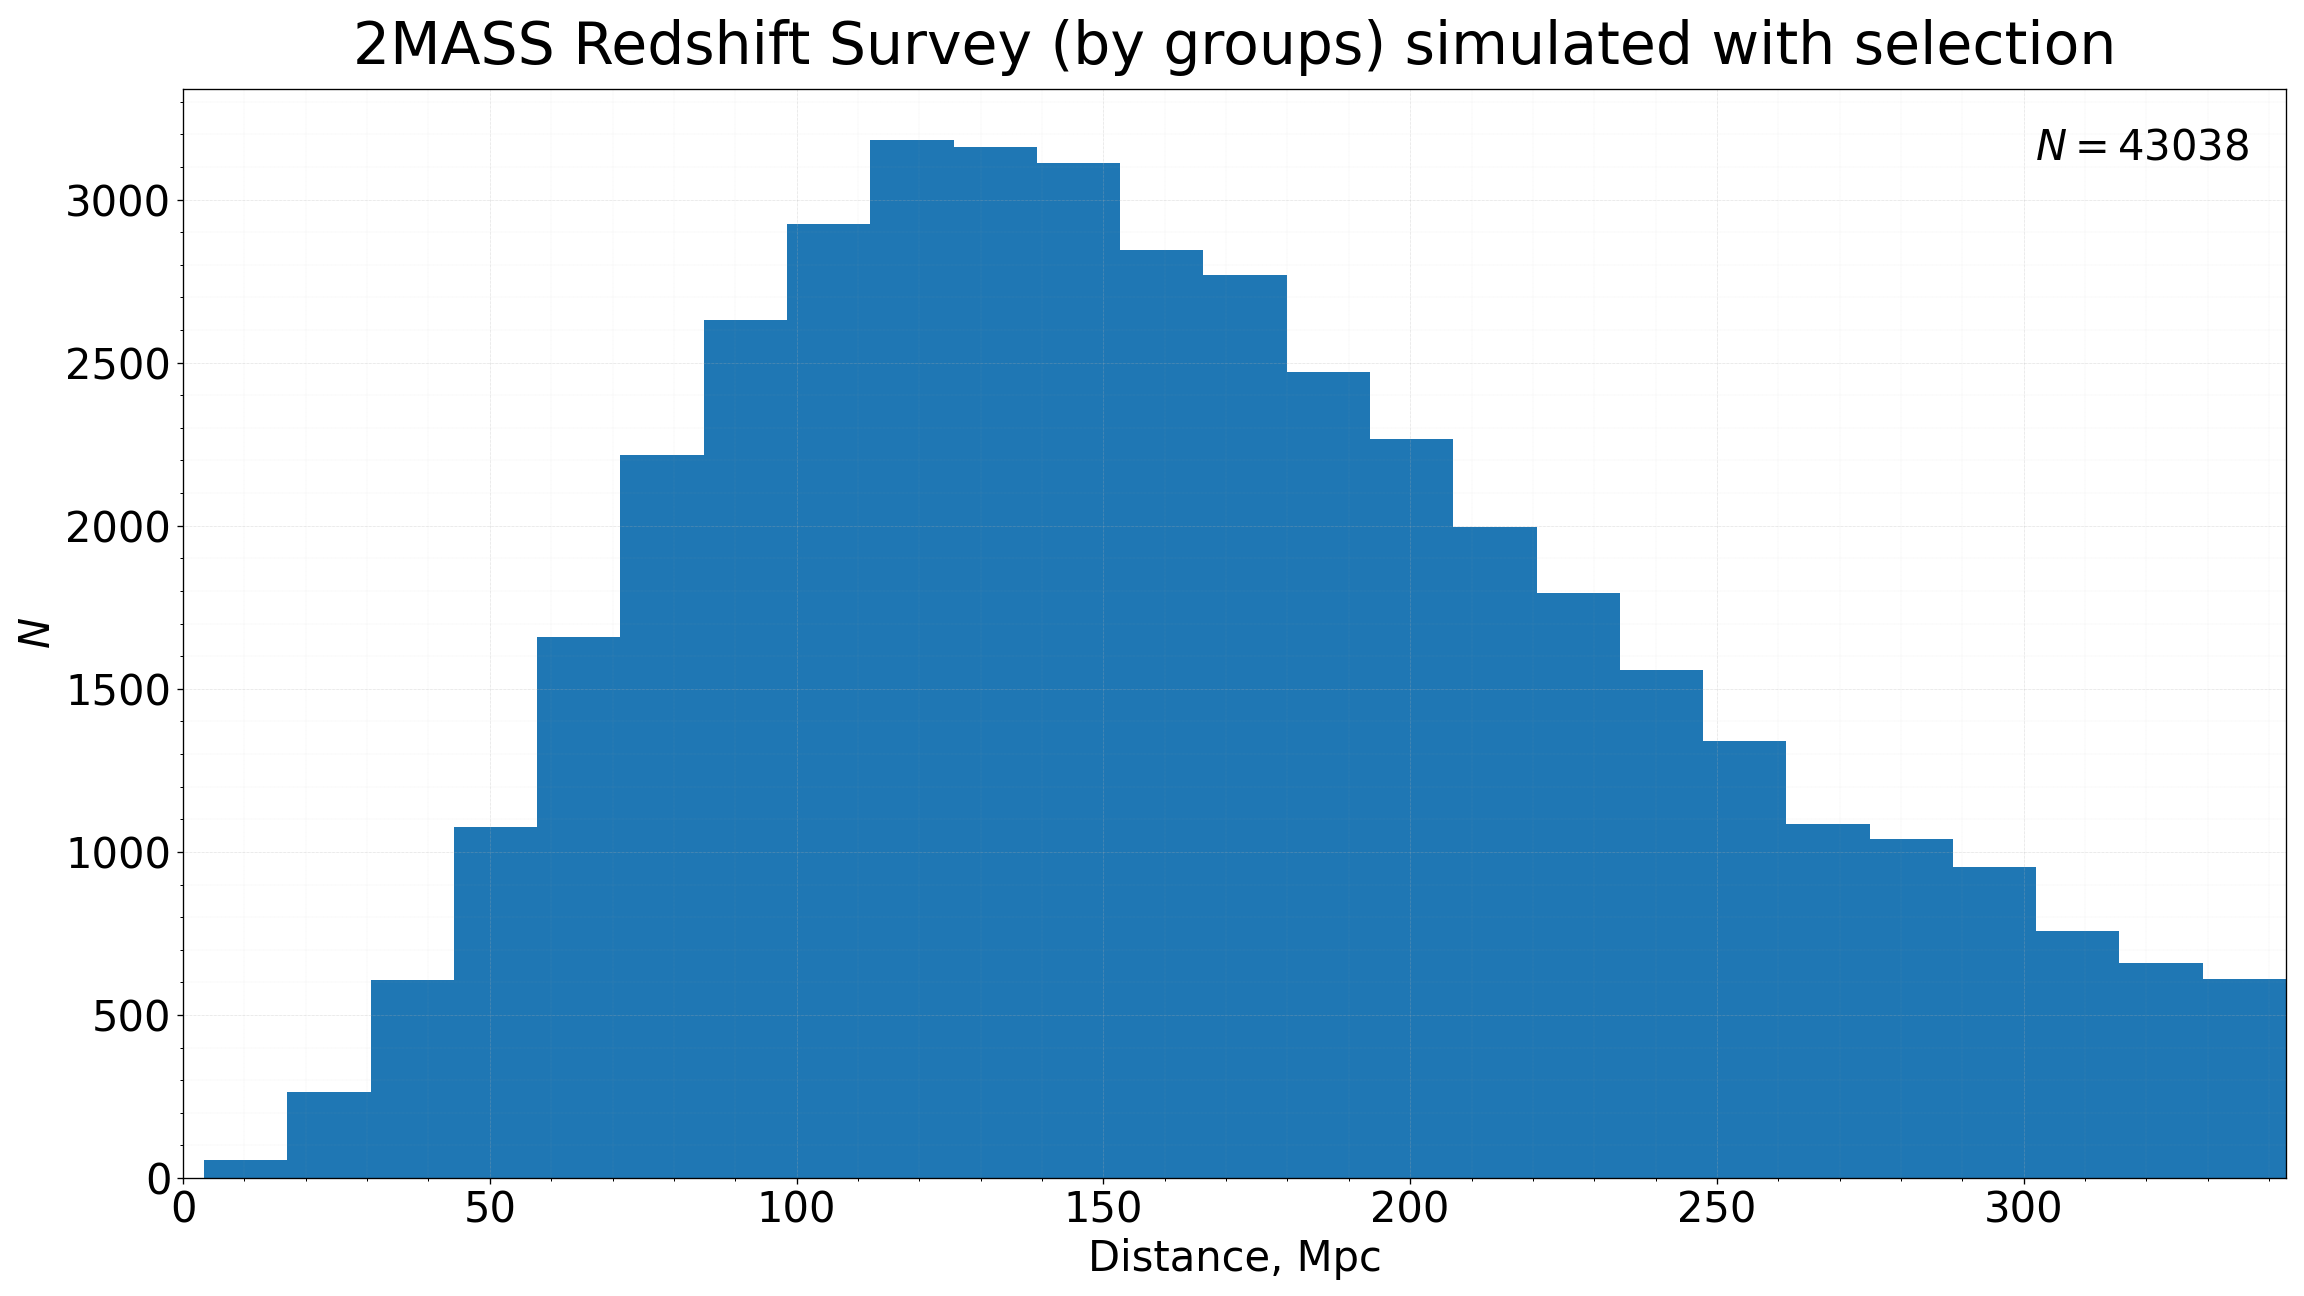 2MASS Redshift Survey (by groups) simulated with selection
N = 43038
3000
2500
2000
1500
1000
500
0
N
0 50 100 150 200 250 300
Distance, Mpc